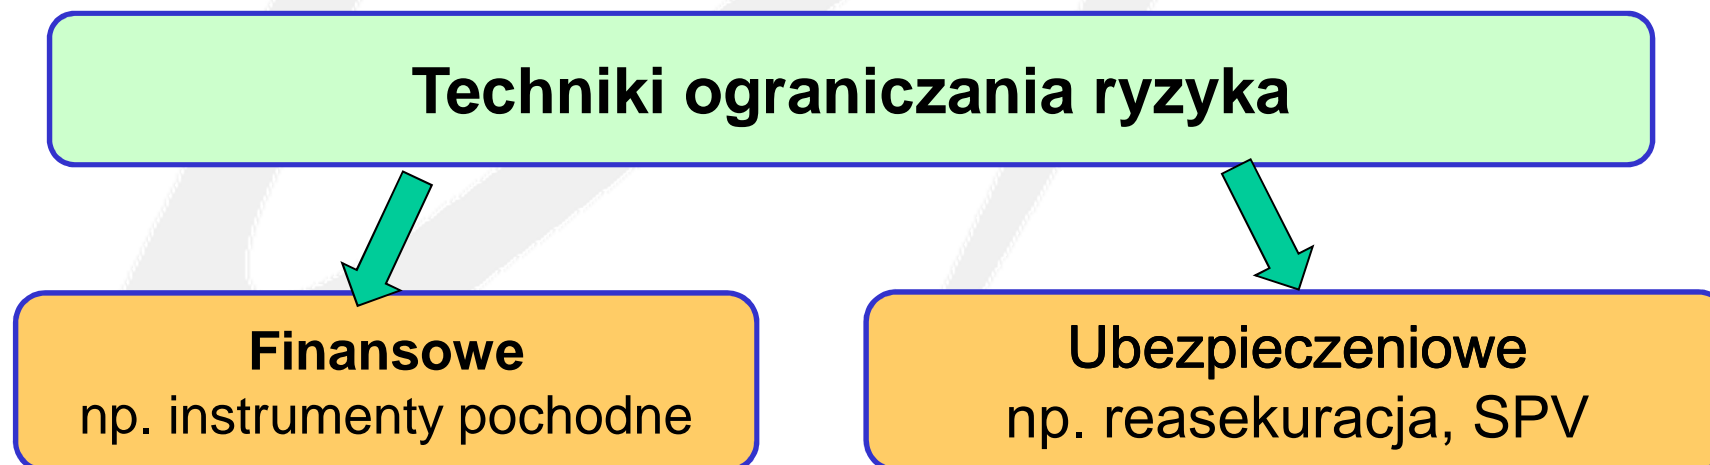 Techniki ograniczania ryzyka
Finansowe
np. instrumenty pochodne
Ubezpieczeniowe
np. reasekuracja, SPV